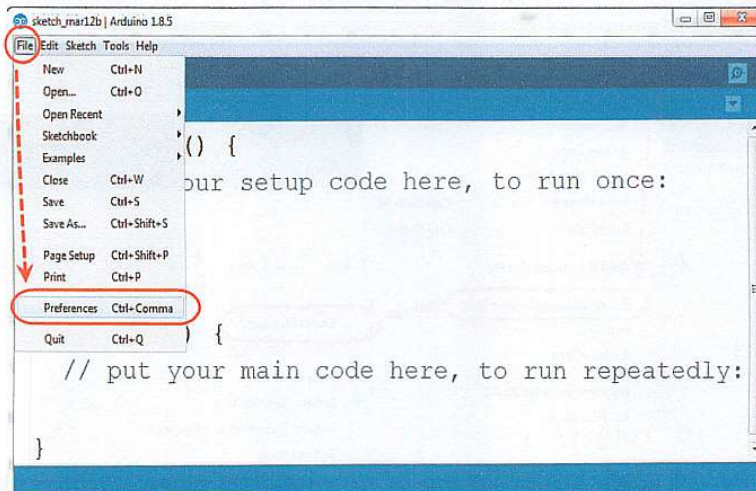 sketch_mar12b | Arduino 1.8.5
File Edit Sketch Tools Help
New Ctrl+N
Open... Ctrl+O
Open Recent
Sketchbook
Examples
Close Ctrl+W
Save Ctrl+S
Save As... Ctrl+Shift+S
Page Setup Ctrl+Shift+P
Print Ctrl+P
Preferences Ctrl+Comma
Quit Ctrl+Q
() {
our setup code here, to run once:
) {
// put your main code here, to run repeatedly:
}